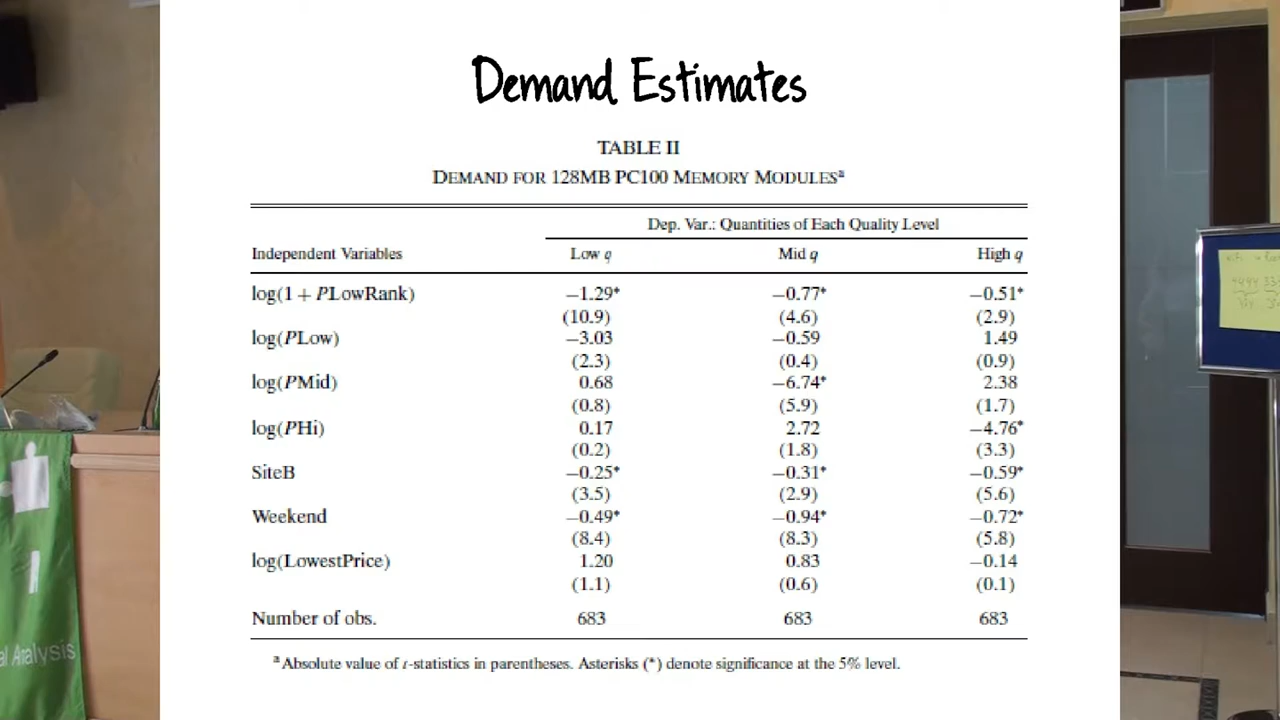 Demand Estimates
TABLE II
DEMAND FOR 128MB PC100 MEMORY MODULESᵃ
Dep. Var.: Quantities of Each Quality Level
Independent Variables Low q Mid q High q
log(1 + PLowRank) −1.29* −0.77* −0.51*
(10.9) (4.6) (2.9)
log(PLow) −3.03 −0.59 1.49
(2.3) (0.4) (0.9)
log(PMid) 0.68 −6.74* 2.38
(0.8) (5.9) (1.7)
log(PHi) 0.17 2.72 −4.76*
(0.2) (1.8) (3.3)
SiteB −0.25* −0.31* −0.59*
(3.5) (2.9) (5.6)
Weekend −0.49* −0.94* −0.72*
(8.4) (8.3) (5.8)
log(LowestPrice) 1.20 0.83 −0.14
(1.1) (0.6) (0.1)
Number of obs. 683 683 683
ᵃAbsolute value of t-statistics in parentheses. Asterisks (*) denote significance at the 5% level.
al Analysis